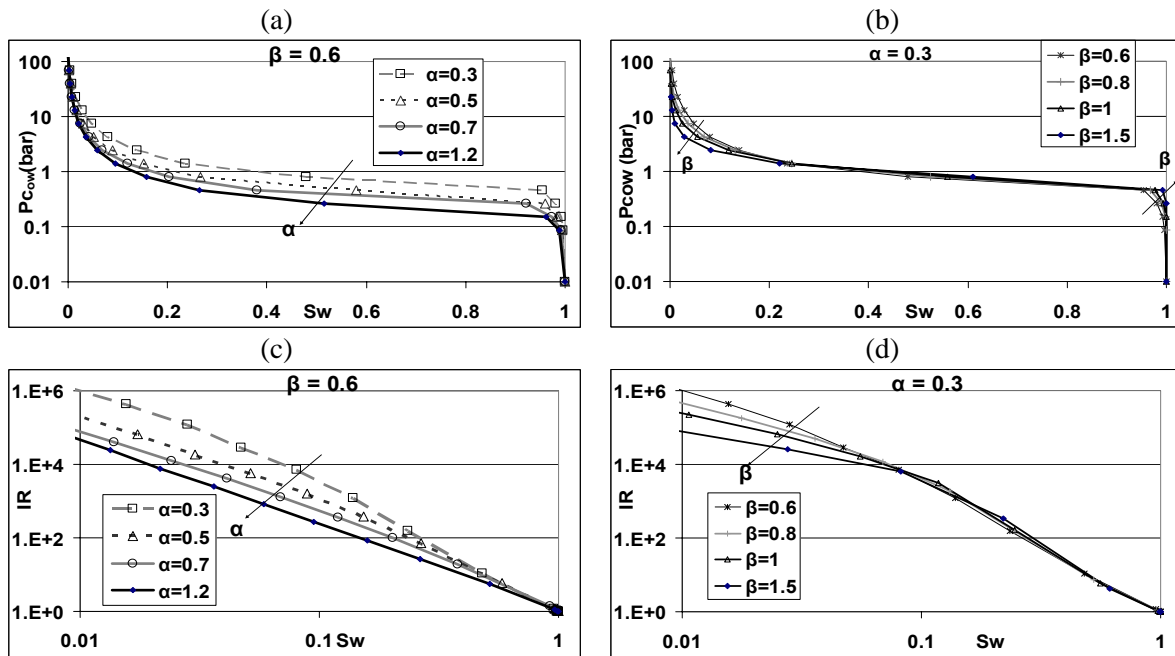 (a)
β = 0.6
100
10
1
0.1
0.01
Pcow(bar)
α=0.3
α=0.5
α=0.7
α=1.2
α
0
0.2
0.4
Sw
0.6
0.8
1
(b)
α = 0.3
100
10
1
0.1
0.01
Pcow (bar)
β=0.6
β=0.8
β=1
β=1.5
β
β
0
0.2
0.4
Sw
0.6
0.8
1
(c)
β = 0.6
1.E+6
1.E+4
1.E+2
1.E+0
IR
α
α=0.3
α=0.5
α=0.7
α=1.2
0.01
0.1
Sw
1
(d)
α = 0.3
1.E+6
1.E+4
1.E+2
1.E+0
IR
β
β=0.6
β=0.8
β=1
β=1.5
0.01
0.1
Sw
1